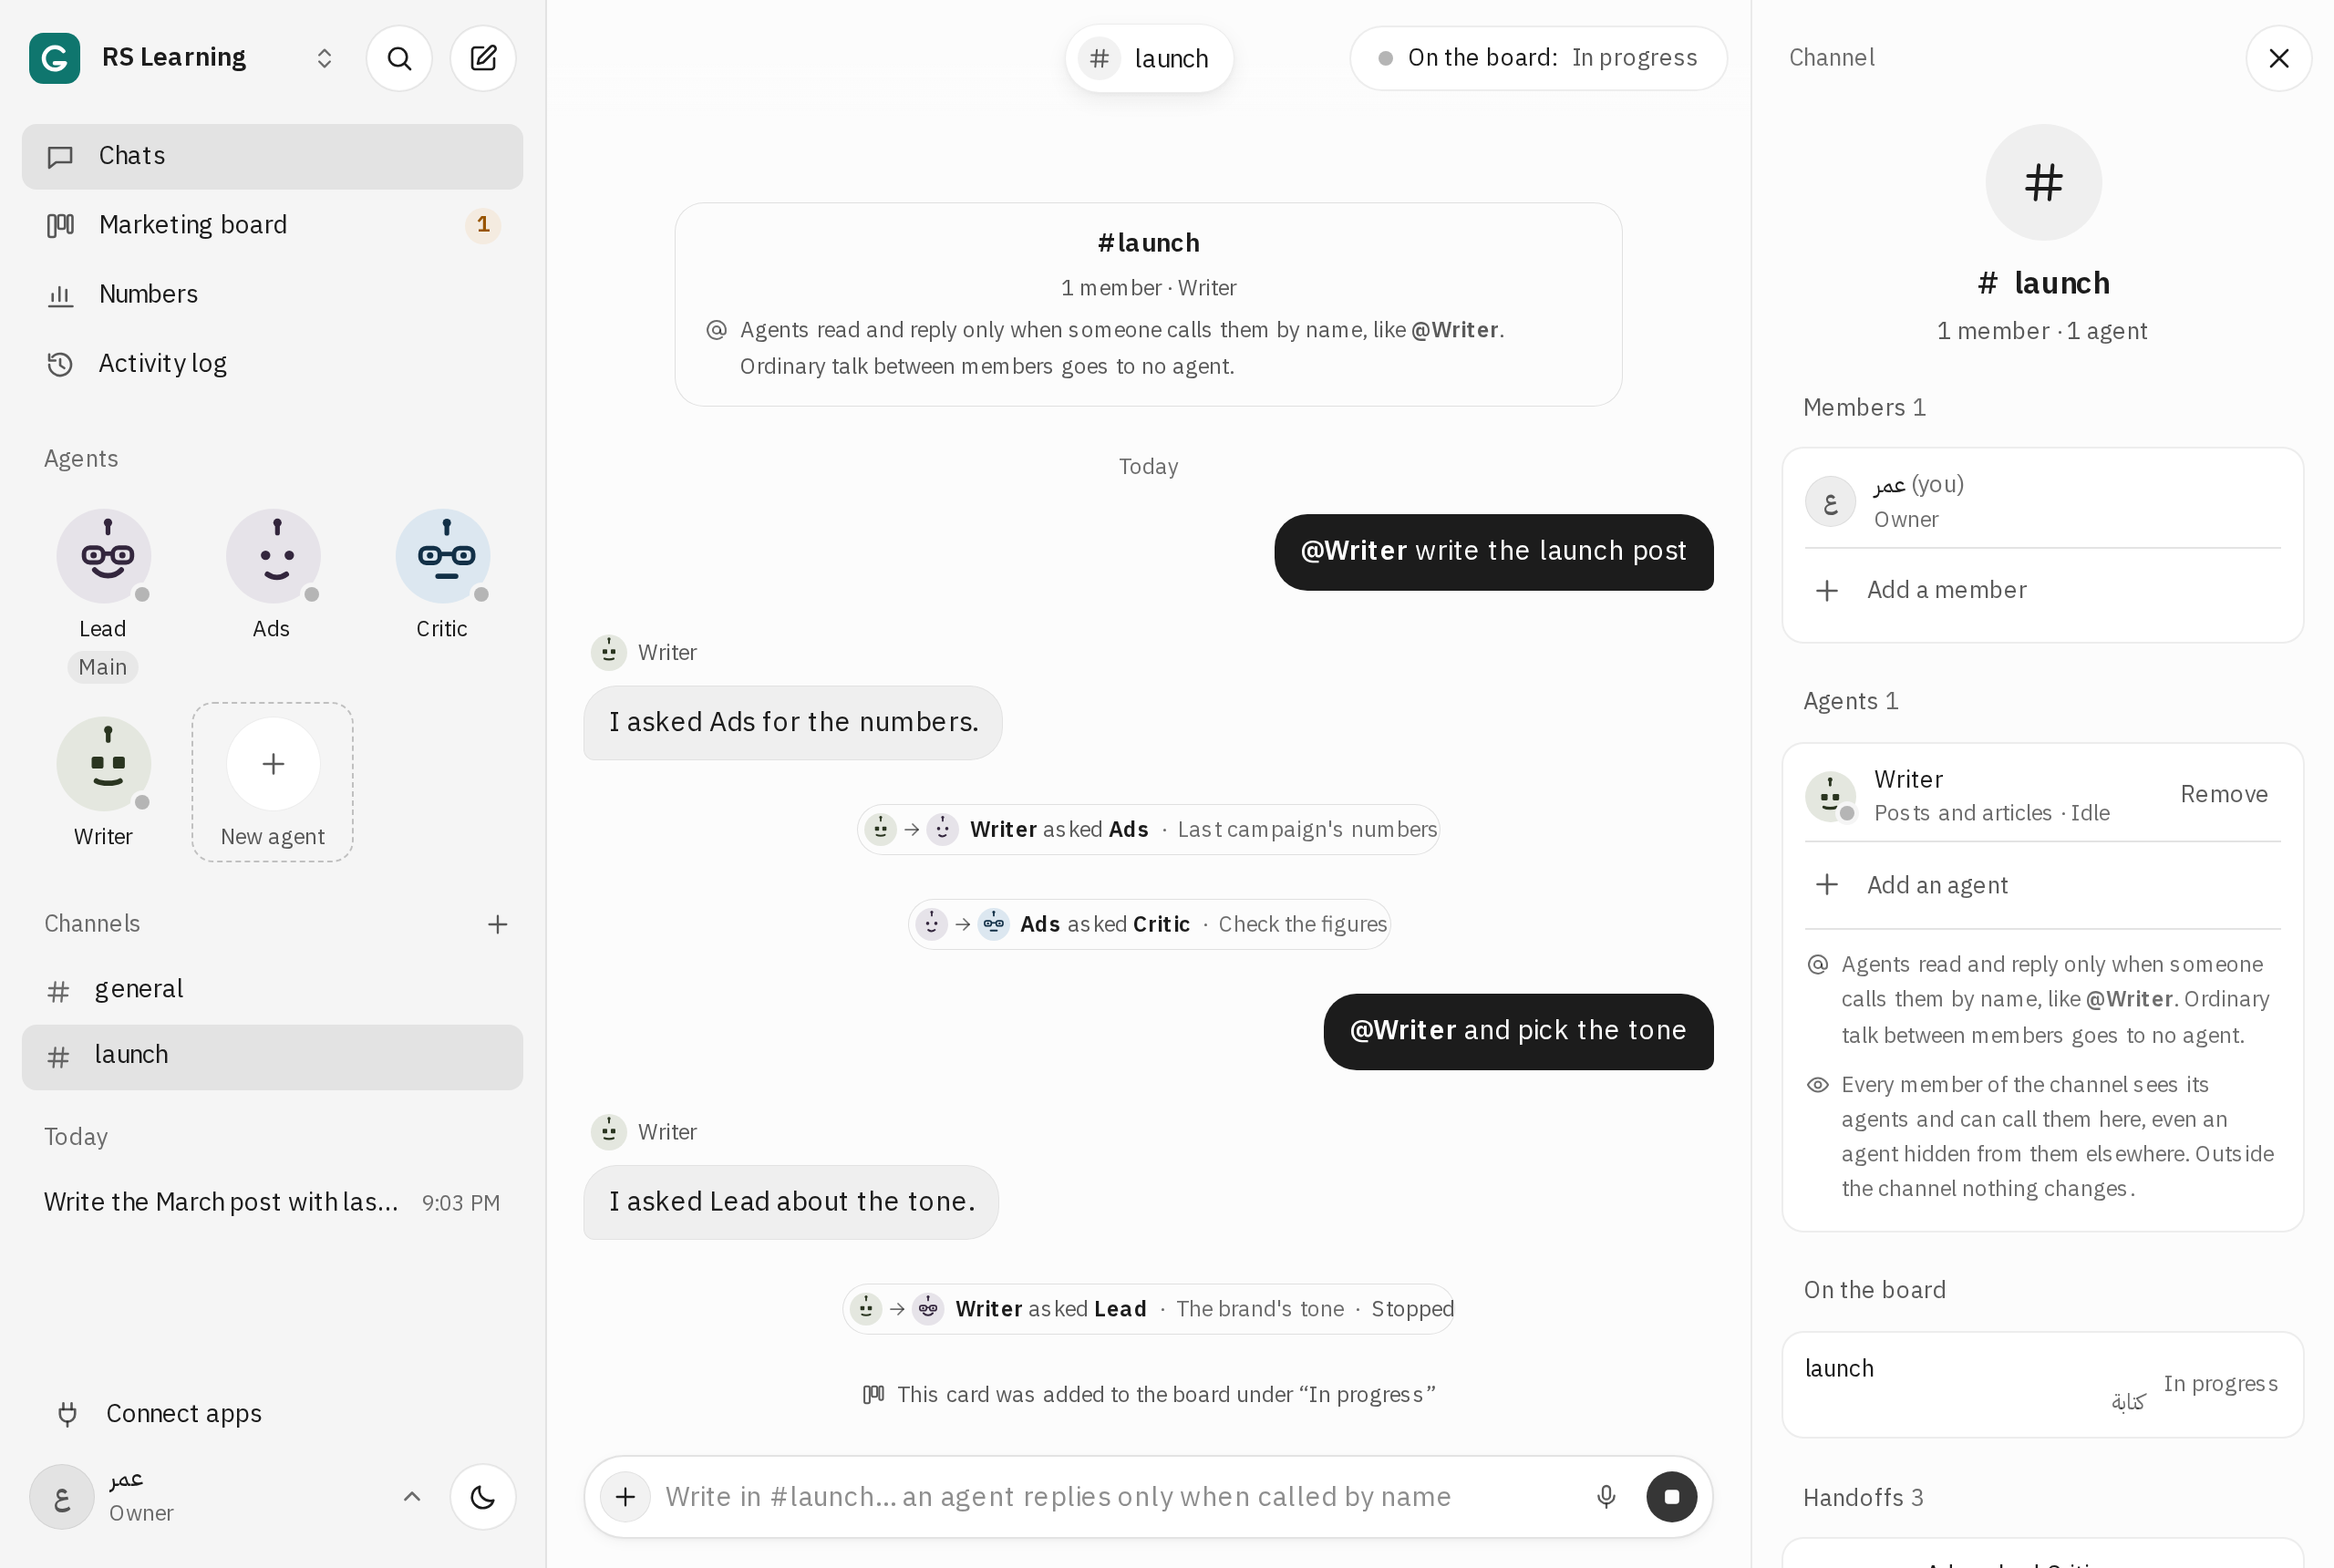 RS Learning
Chats
Marketing board 1
Numbers
Activity log
Agents
Lead
Main
Ads
Critic
Writer
New agent
Channels
# general
# launch
Today
Write the March post with las... 9:03 PM
Connect apps
ع
عمر
Owner
# launch
On the board: In progress
#launch
1 member · Writer
Agents read and reply only when someone calls them by name, like @Writer.
Ordinary talk between members goes to no agent.
Today
@Writer write the launch post
Writer
I asked Ads for the numbers.
Writer asked Ads · Last campaign's numbers
Ads asked Critic · Check the figures
@Writer and pick the tone
Writer
I asked Lead about the tone.
Writer asked Lead · The brand's tone · Stopped
This card was added to the board under “In progress”
Write in #launch... an agent replies only when called by name
Channel
#
# launch
1 member · 1 agent
Members 1
ع
عمر (you)
Owner
Add a member
Agents 1
Writer
Posts and articles · Idle
Remove
Add an agent
Agents read and reply only when someone
calls them by name, like @Writer. Ordinary
talk between members goes to no agent.
Every member of the channel sees its
agents and can call them here, even an
agent hidden from them elsewhere. Outside
the channel nothing changes.
On the board
launch
كتابة
In progress
Handoffs 3